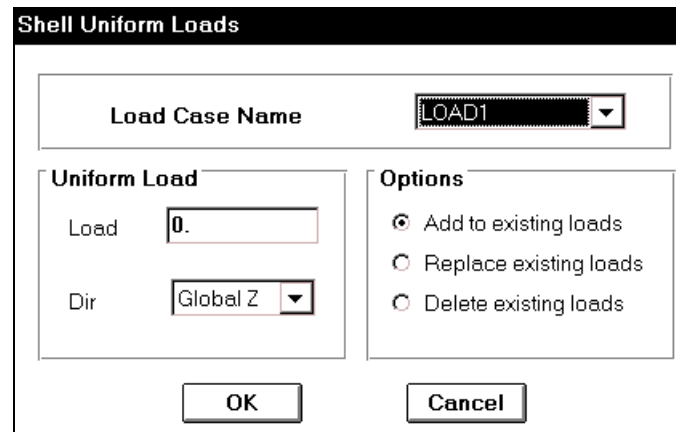 Shell Uniform Loads
Load Case Name
LOAD1
Uniform Load
Load
0.
Dir
Global Z
Options
Add to existing loads
Replace existing loads
Delete existing loads
OK
Cancel